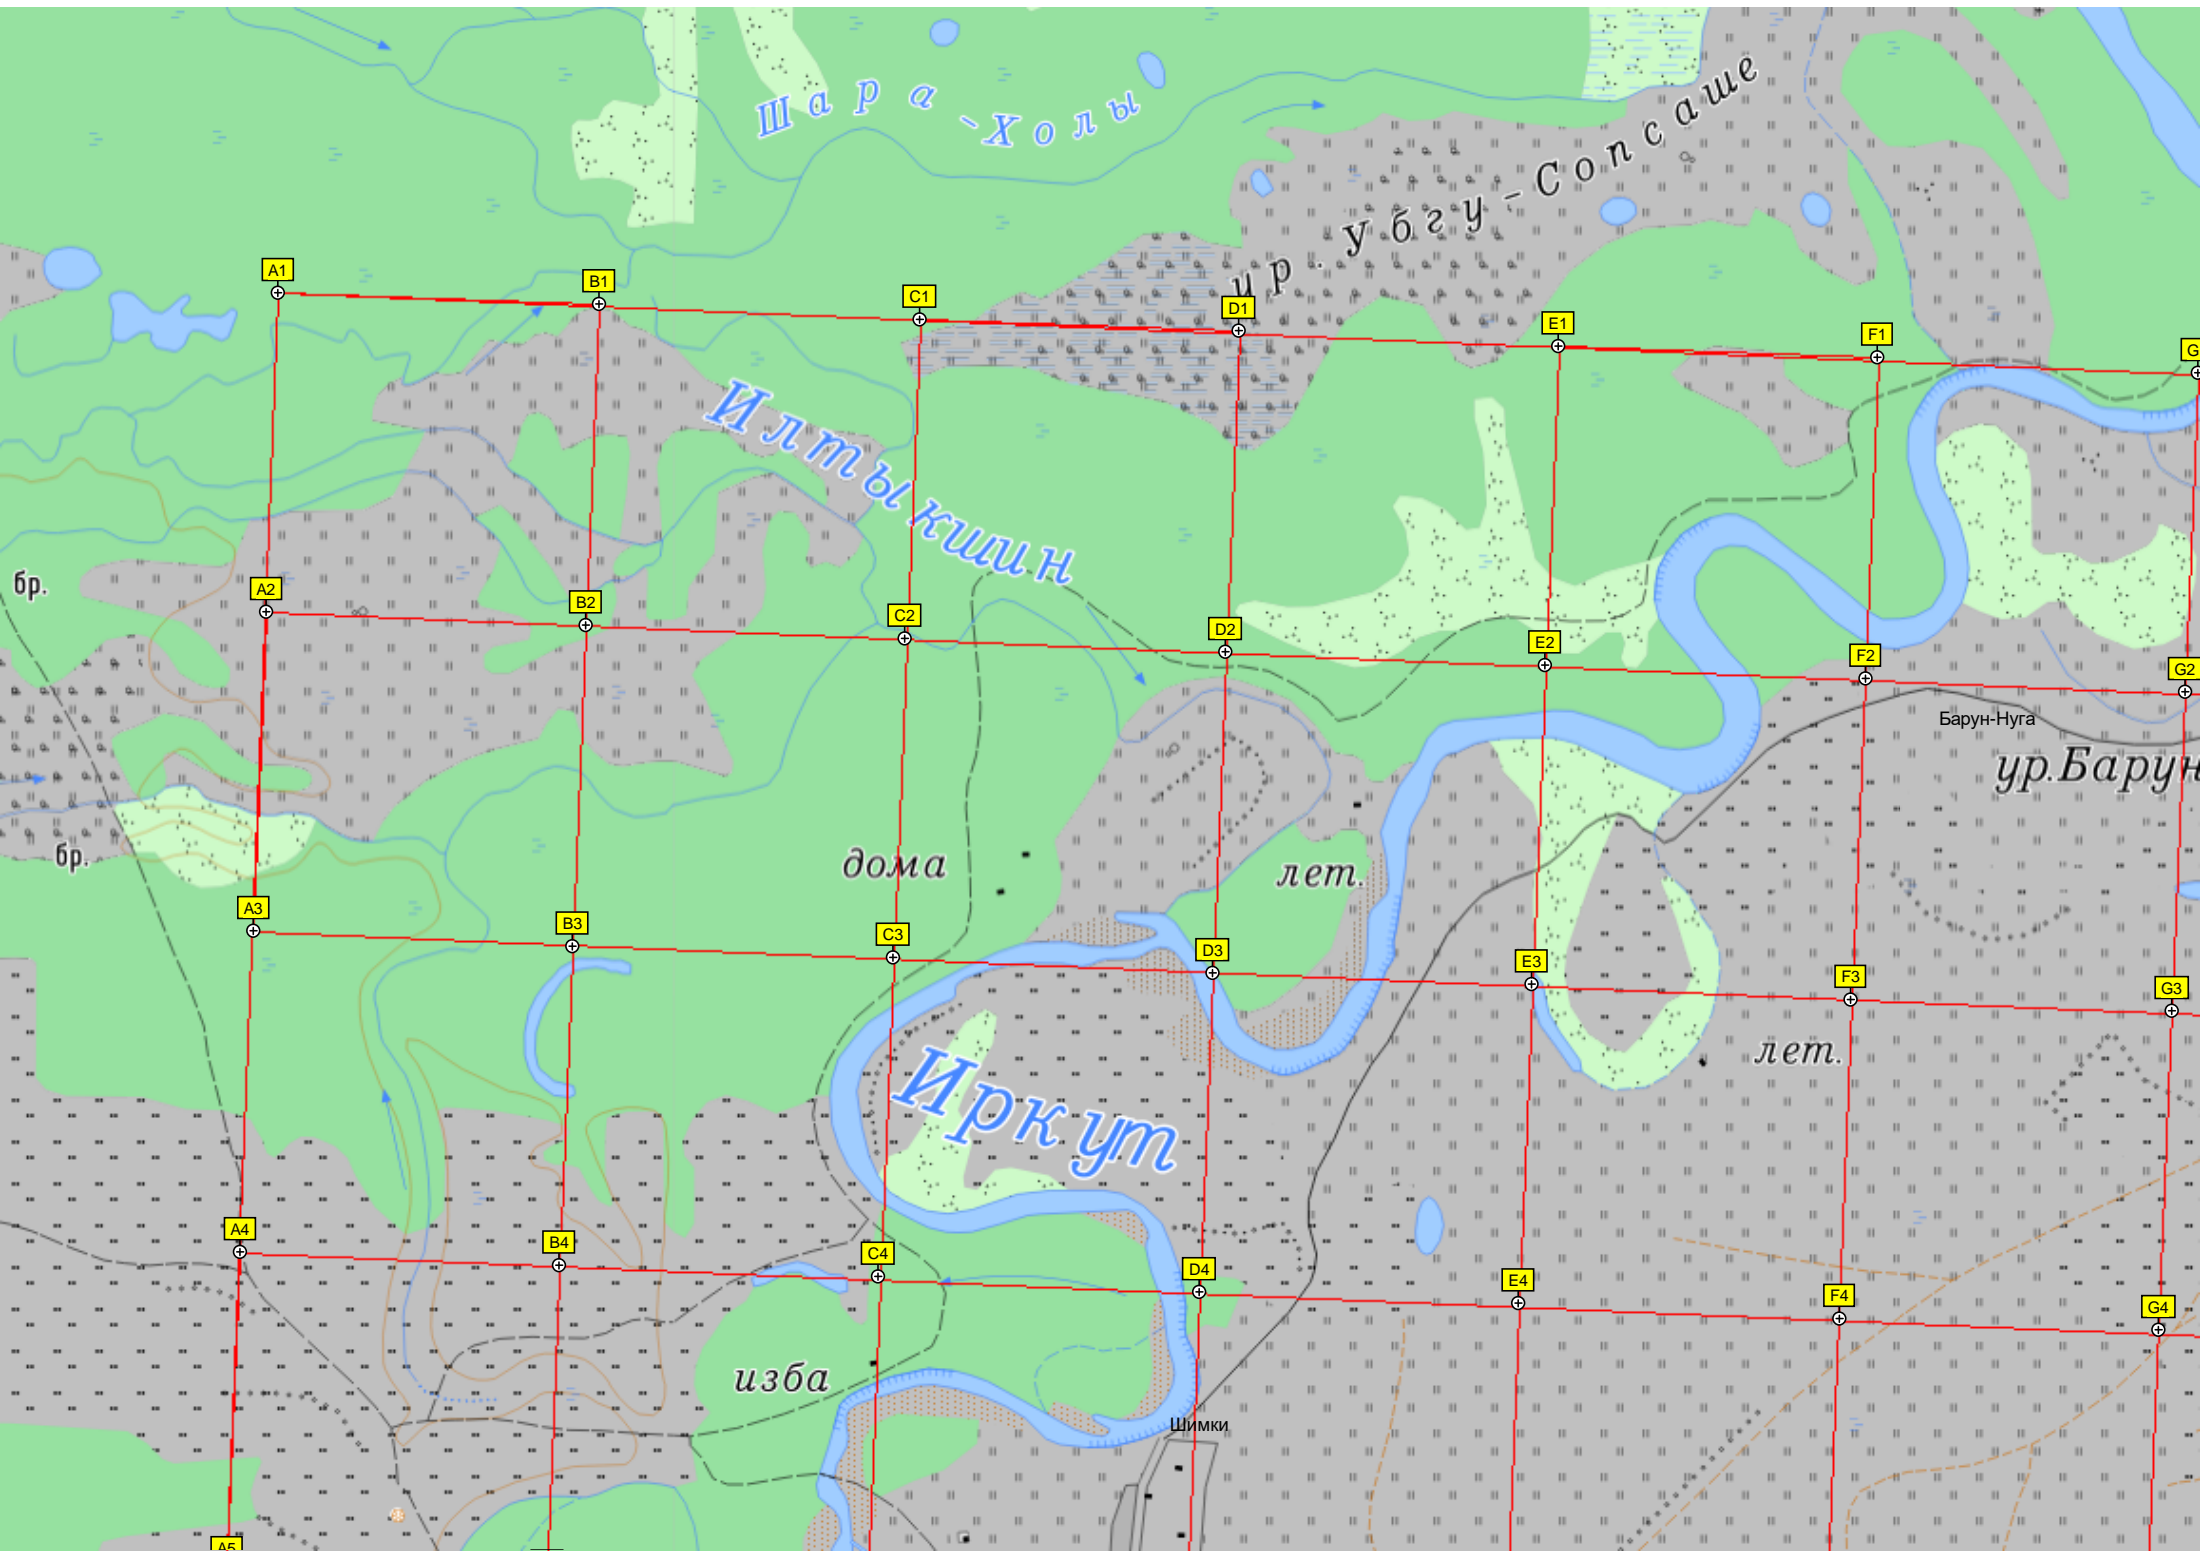 Шара-Холы
ур. Убгу-Сопсаше
A1
B1
C1
D1
E1
F1
G
Илтыкшин
бр.
A2
B2
C2
D2
E2
F2
G2
Барун-Нуга
ур.Барун
бр.
дома
лет.
A3
B3
C3
D3
E3
F3
G3
лет.
Иркут
A4
B4
C4
D4
E4
F4
G4
изба
Шимки
A5